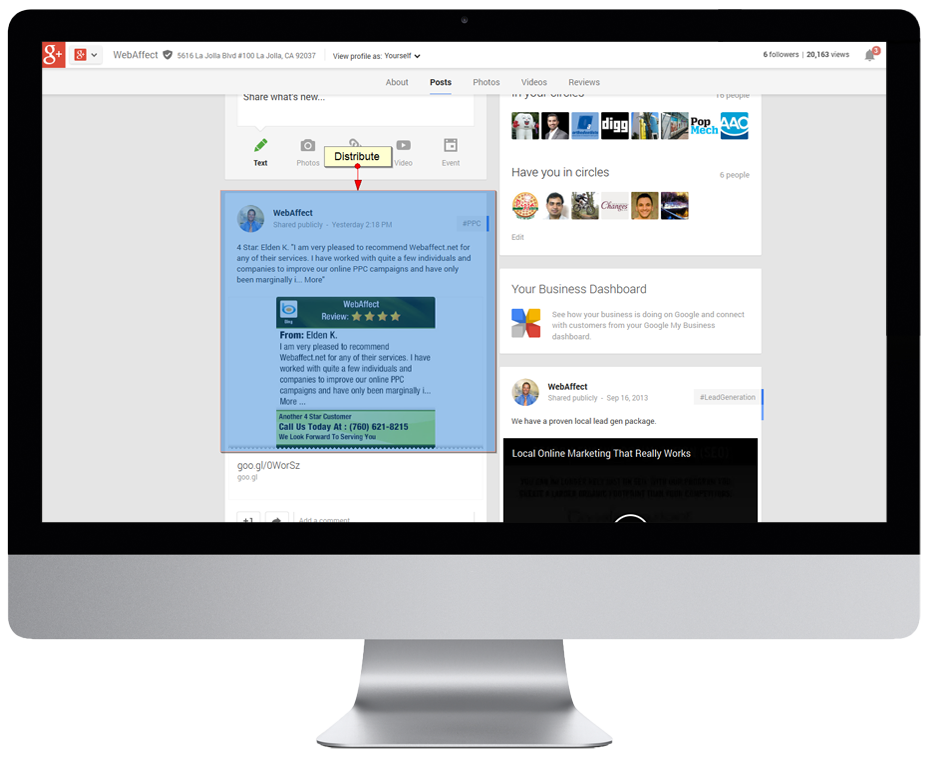 g+ WebAffect 5616 La Jolla Blvd #100 La Jolla, CA 92037 View profile as: Yourself 6 followers | 20,163 views 3
About Posts Photos Videos Reviews
Share what's new...
Text Photos Video Event
Distribute
WebAffect
Shared publicly - Yesterday 2:18 PM #PPC
4 Star: Elden K. "I am very pleased to recommend Webaffect.net for
any of their services. I have worked with quite a few individuals and
companies to improve our online PPC campaigns and have only
been marginally i... More"
WebAffect
Review:
Blog
From: Elden K.
I am very pleased to recommend
Webaffect.net for any of their services. I have
worked with quite a few individuals and
companies to improve our online PPC
campaigns and have only been marginally i...
More ...
Another 4 Star Customer
Call Us Today At : (760) 621-8215
We Look Forward To Serving You
goo.gl/0WorSz
goo.gl
+1 Add a comment
In your circles 16 people
digg Pop Mech AAO
Have you in circles 6 people
Changes
Edit
Your Business Dashboard
See how your business is doing on Google and connect
with customers from your Google My Business
dashboard.
WebAffect
Shared publicly - Sep 16, 2013 #LeadGeneration
We have a proven local lead gen package.
Local Online Marketing That Really Works